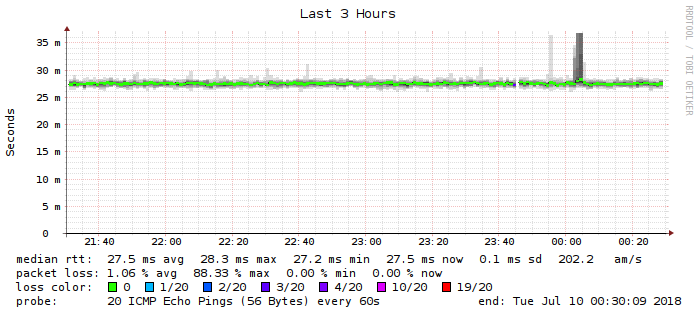 Last 3 Hours
RRDTOOL / TOBI OETIKER
Seconds
35 m
30 m
25 m
20 m
15 m
10 m
5 m
0
21:40 22:00 22:20 22:40 23:00 23:20 23:40 00:00 00:20
median rtt: 27.5 ms avg 28.3 ms max 27.2 ms min 27.5 ms now 0.1 ms sd 202.2 am/s
packet loss: 1.06 % avg 88.33 % max 0.00 % min 0.00 % now
loss color: 0 1/20 2/20 3/20 4/20 10/20 19/20
probe: 20 ICMP Echo Pings (56 Bytes) every 60s end: Tue Jul 10 00:30:09 2018